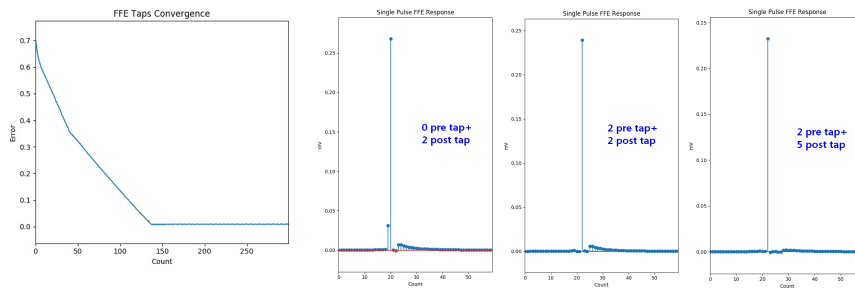 FFE Taps Convergence
0.7
0.6
0.5
0.4
0.3
0.2
0.1
0.0
Error
0 50 100 150 200 250
Count
Single Pulse FFE Response
0.25
0.20
0.15
0.10
0.05
0.00
mV
0 pre tap+
2 post tap
0 10 20 30 40 50
Count
Single Pulse FFE Response
0.25
0.20
0.15
0.10
0.05
0.00
mV
2 pre tap+
2 post tap
0 10 20 30 40 50
Count
Single Pulse FFE Response
0.25
0.20
0.15
0.10
0.05
0.00
mV
2 pre tap+
5 post tap
0 10 20 30 40 50
Count